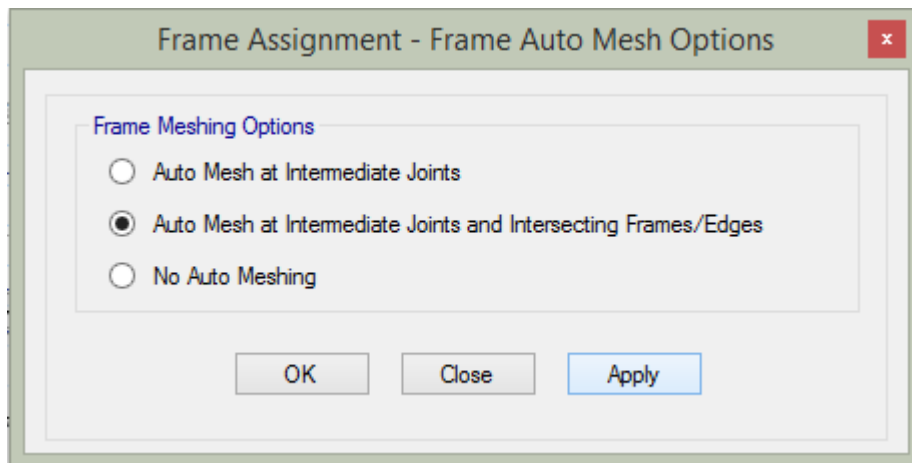 Frame Assignment - Frame Auto Mesh Options
x
Frame Meshing Options
Auto Mesh at Intermediate Joints
Auto Mesh at Intermediate Joints and Intersecting Frames/Edges
No Auto Meshing
OK Close Apply